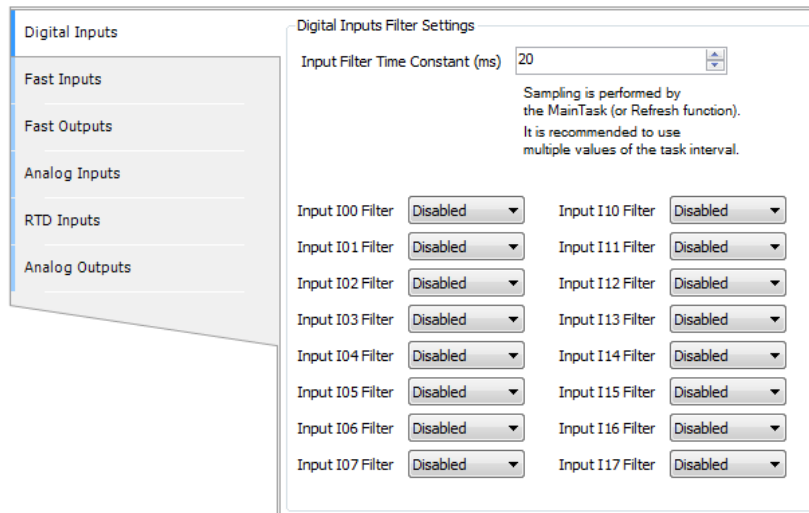 Digital Inputs
Fast Inputs
Fast Outputs
Analog Inputs
RTD Inputs
Analog Outputs
Digital Inputs Filter Settings
Input Filter Time Constant (ms) 20
Sampling is performed by
the MainTask (or Refresh function).
It is recommended to use
multiple values of the task interval.
Input I00 Filter Disabled Input I10 Filter Disabled
Input I01 Filter Disabled Input I11 Filter Disabled
Input I02 Filter Disabled Input I12 Filter Disabled
Input I03 Filter Disabled Input I13 Filter Disabled
Input I04 Filter Disabled Input I14 Filter Disabled
Input I05 Filter Disabled Input I15 Filter Disabled
Input I06 Filter Disabled Input I16 Filter Disabled
Input I07 Filter Disabled Input I17 Filter Disabled